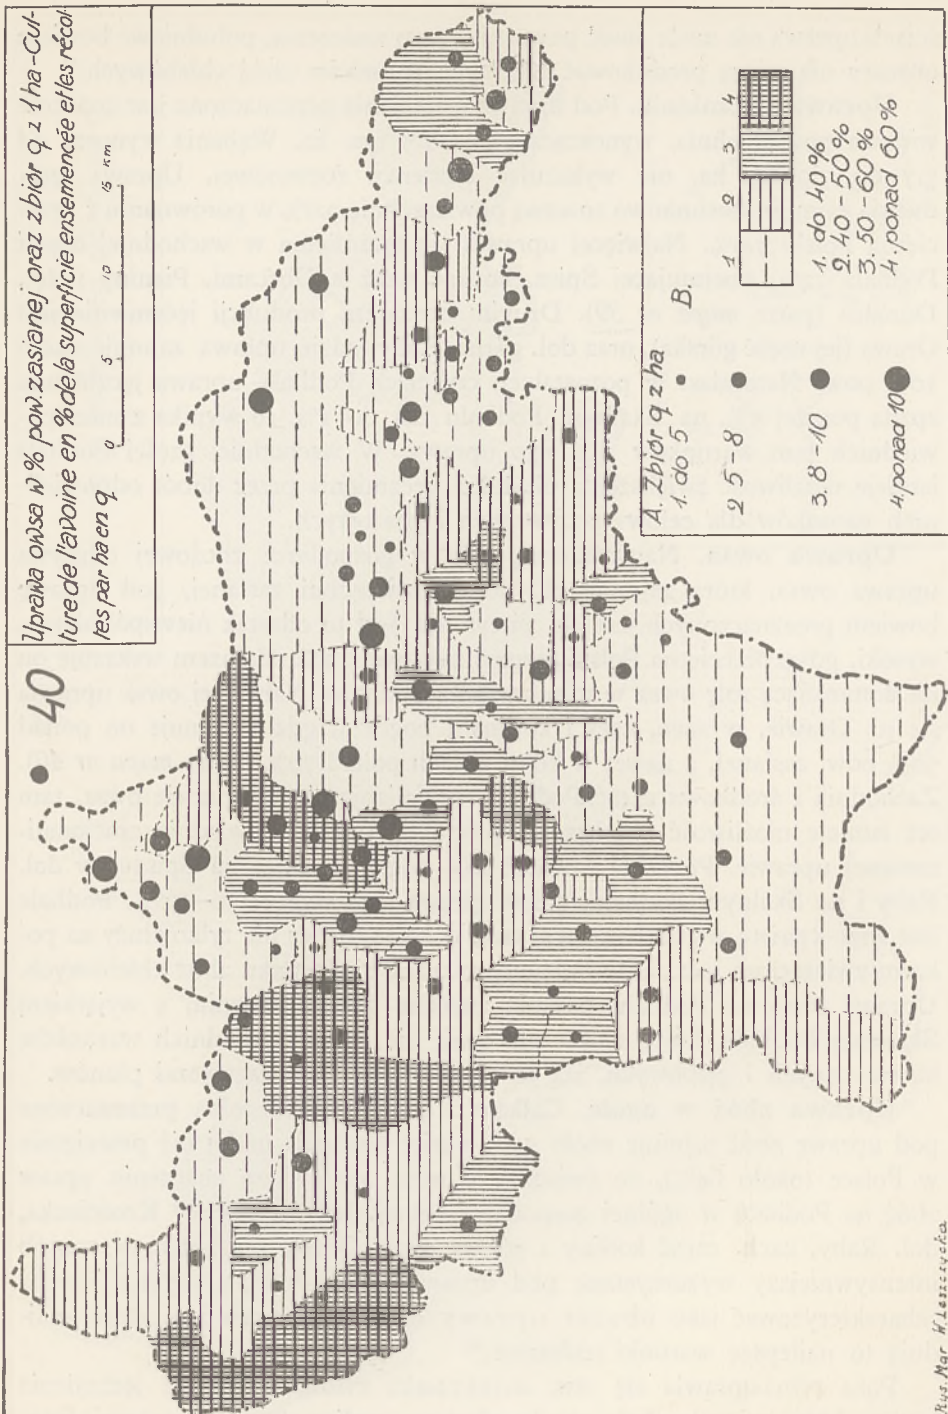 40
Uprawa owsa w % pow. zasianej, oraz zbiór q z 1 ha - Cul-
ture de l'avoine en % de la superficie ensemencée et les récol-
tes par ha en q
0 5 10 15 km
A. Zbiór q z ha:
1. do 5
2. 5-8
3. 8-10
4. ponad 10 q
B.
1 2 3 4
1. do 40 %
2. 40-50 %
3. 50-60 %
4. ponad 60 %
Rys. Mgr H. Leszczycka